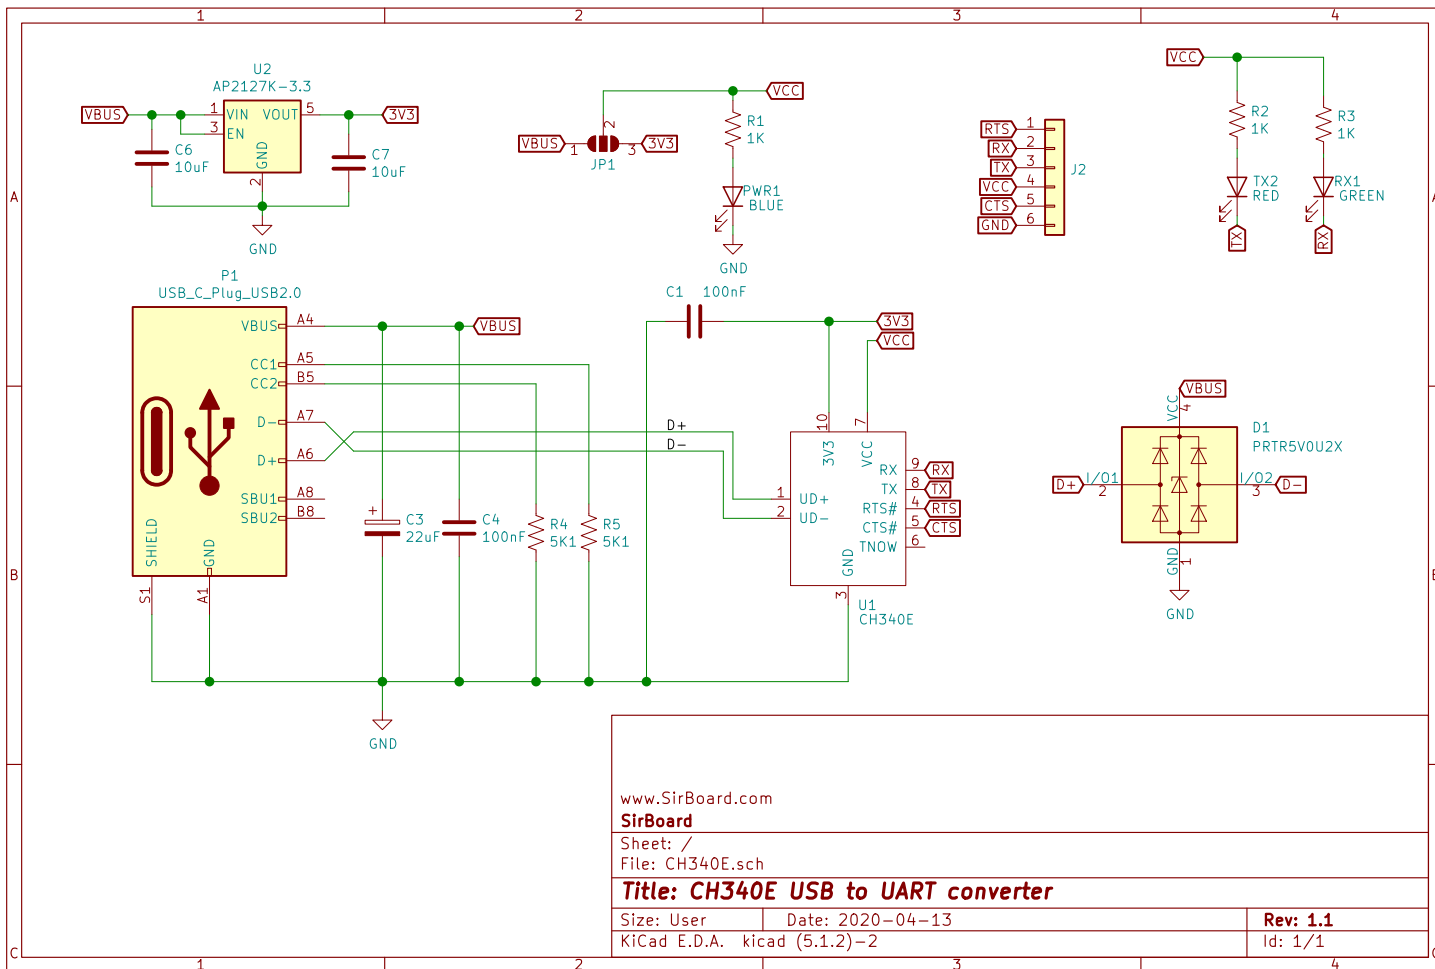 1 2 3 4
U2
AP2127K-3.3
VBUS 1 VIN VOUT 5 3V3
3 EN
GND
2
C6
10uF
C7
10uF
GND
VCC
2
VBUS 1 3 3V3
JP1
R1
1K
PWR1
BLUE
GND
RTS 1
RX 2
TX 3
VCC 4
CTS 5
GND 6
J2
VCC
R2
1K
R3
1K
TX2
RED
RX1
GREEN
TX
RX
A A
P1
USB_C_Plug_USB2.0
VBUS A4 VBUS
CC1 A5
CC2 B5
D- A7
D+ A6
SBU1 A8
SBU2 B8
SHIELD
GND
S1
A1
C1 100nF
3V3
VCC
D+
D-
+
C3
22uF
C4
100nF
R4
5K1
R5
5K1
GND
10
7
3V3
VCC
1 UD+
2 UD-
RX 9 RX
TX 8 TX
RTS# 4 RTS
CTS# 5 CTS
TNOW 6
GND
3
U1
CH340E
VBUS
VCC
4
D1
PRTR5V0U2X
D+ I/O1 2
I/O2 3 D-
GND
1
GND
B B
www.SirBoard.com
SirBoard
Sheet: /
File: CH340E.sch
Title: CH340E USB to UART converter
Size: User Date: 2020-04-13 Rev: 1.1
KiCad E.D.A. kicad (5.1.2)-2 Id: 1/1
C C
1 2 3 4